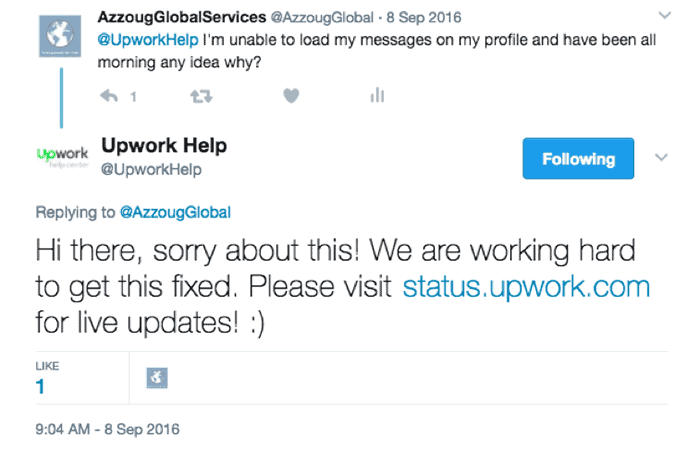 AzzougGlobalServices @AzzougGlobal · 8 Sep 2016
@UpworkHelp I'm unable to load my messages on my profile and have been all
morning any idea why?
1
Upwork
help center
Upwork Help
@UpworkHelp
Following
Replying to @AzzougGlobal
Hi there, sorry about this! We are working hard
to get this fixed. Please visit status.upwork.com
for live updates! :)
LIKE
1
9:04 AM - 8 Sep 2016